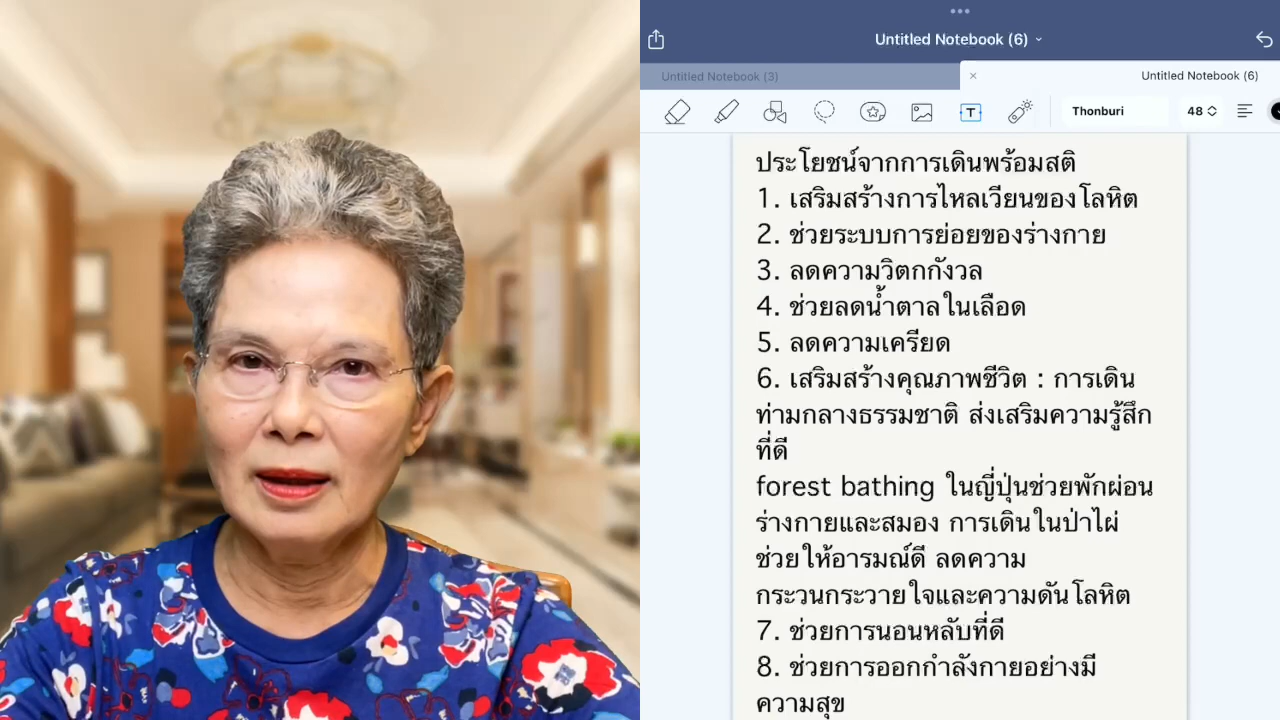 Untitled Notebook (6)
Untitled Notebook (3)
Untitled Notebook (6)
Thonburi
48
T
ประโยชน์จากการเดินพร้อมสติ
1. เสริมสร้างการไหลเวียนของโลหิต
2. ช่วยระบบการย่อยของร่างกาย
3. ลดความวิตกกังวล
4. ช่วยลดน้ำตาลในเลือด
5. ลดความเครียด
6. เสริมสร้างคุณภาพชีวิต : การเดิน
ท่ามกลางธรรมชาติ ส่งเสริมความรู้สึก
ที่ดี
forest bathing ในญี่ปุ่นช่วยพักผ่อน
ร่างกายและสมอง การเดินในป่าไผ่
ช่วยให้อารมณ์ดี ลดความ
กระวนกระวายใจและความดันโลหิต
7. ช่วยการนอนหลับที่ดี
8. ช่วยการออกกำลังกายอย่างมี
ความสุข